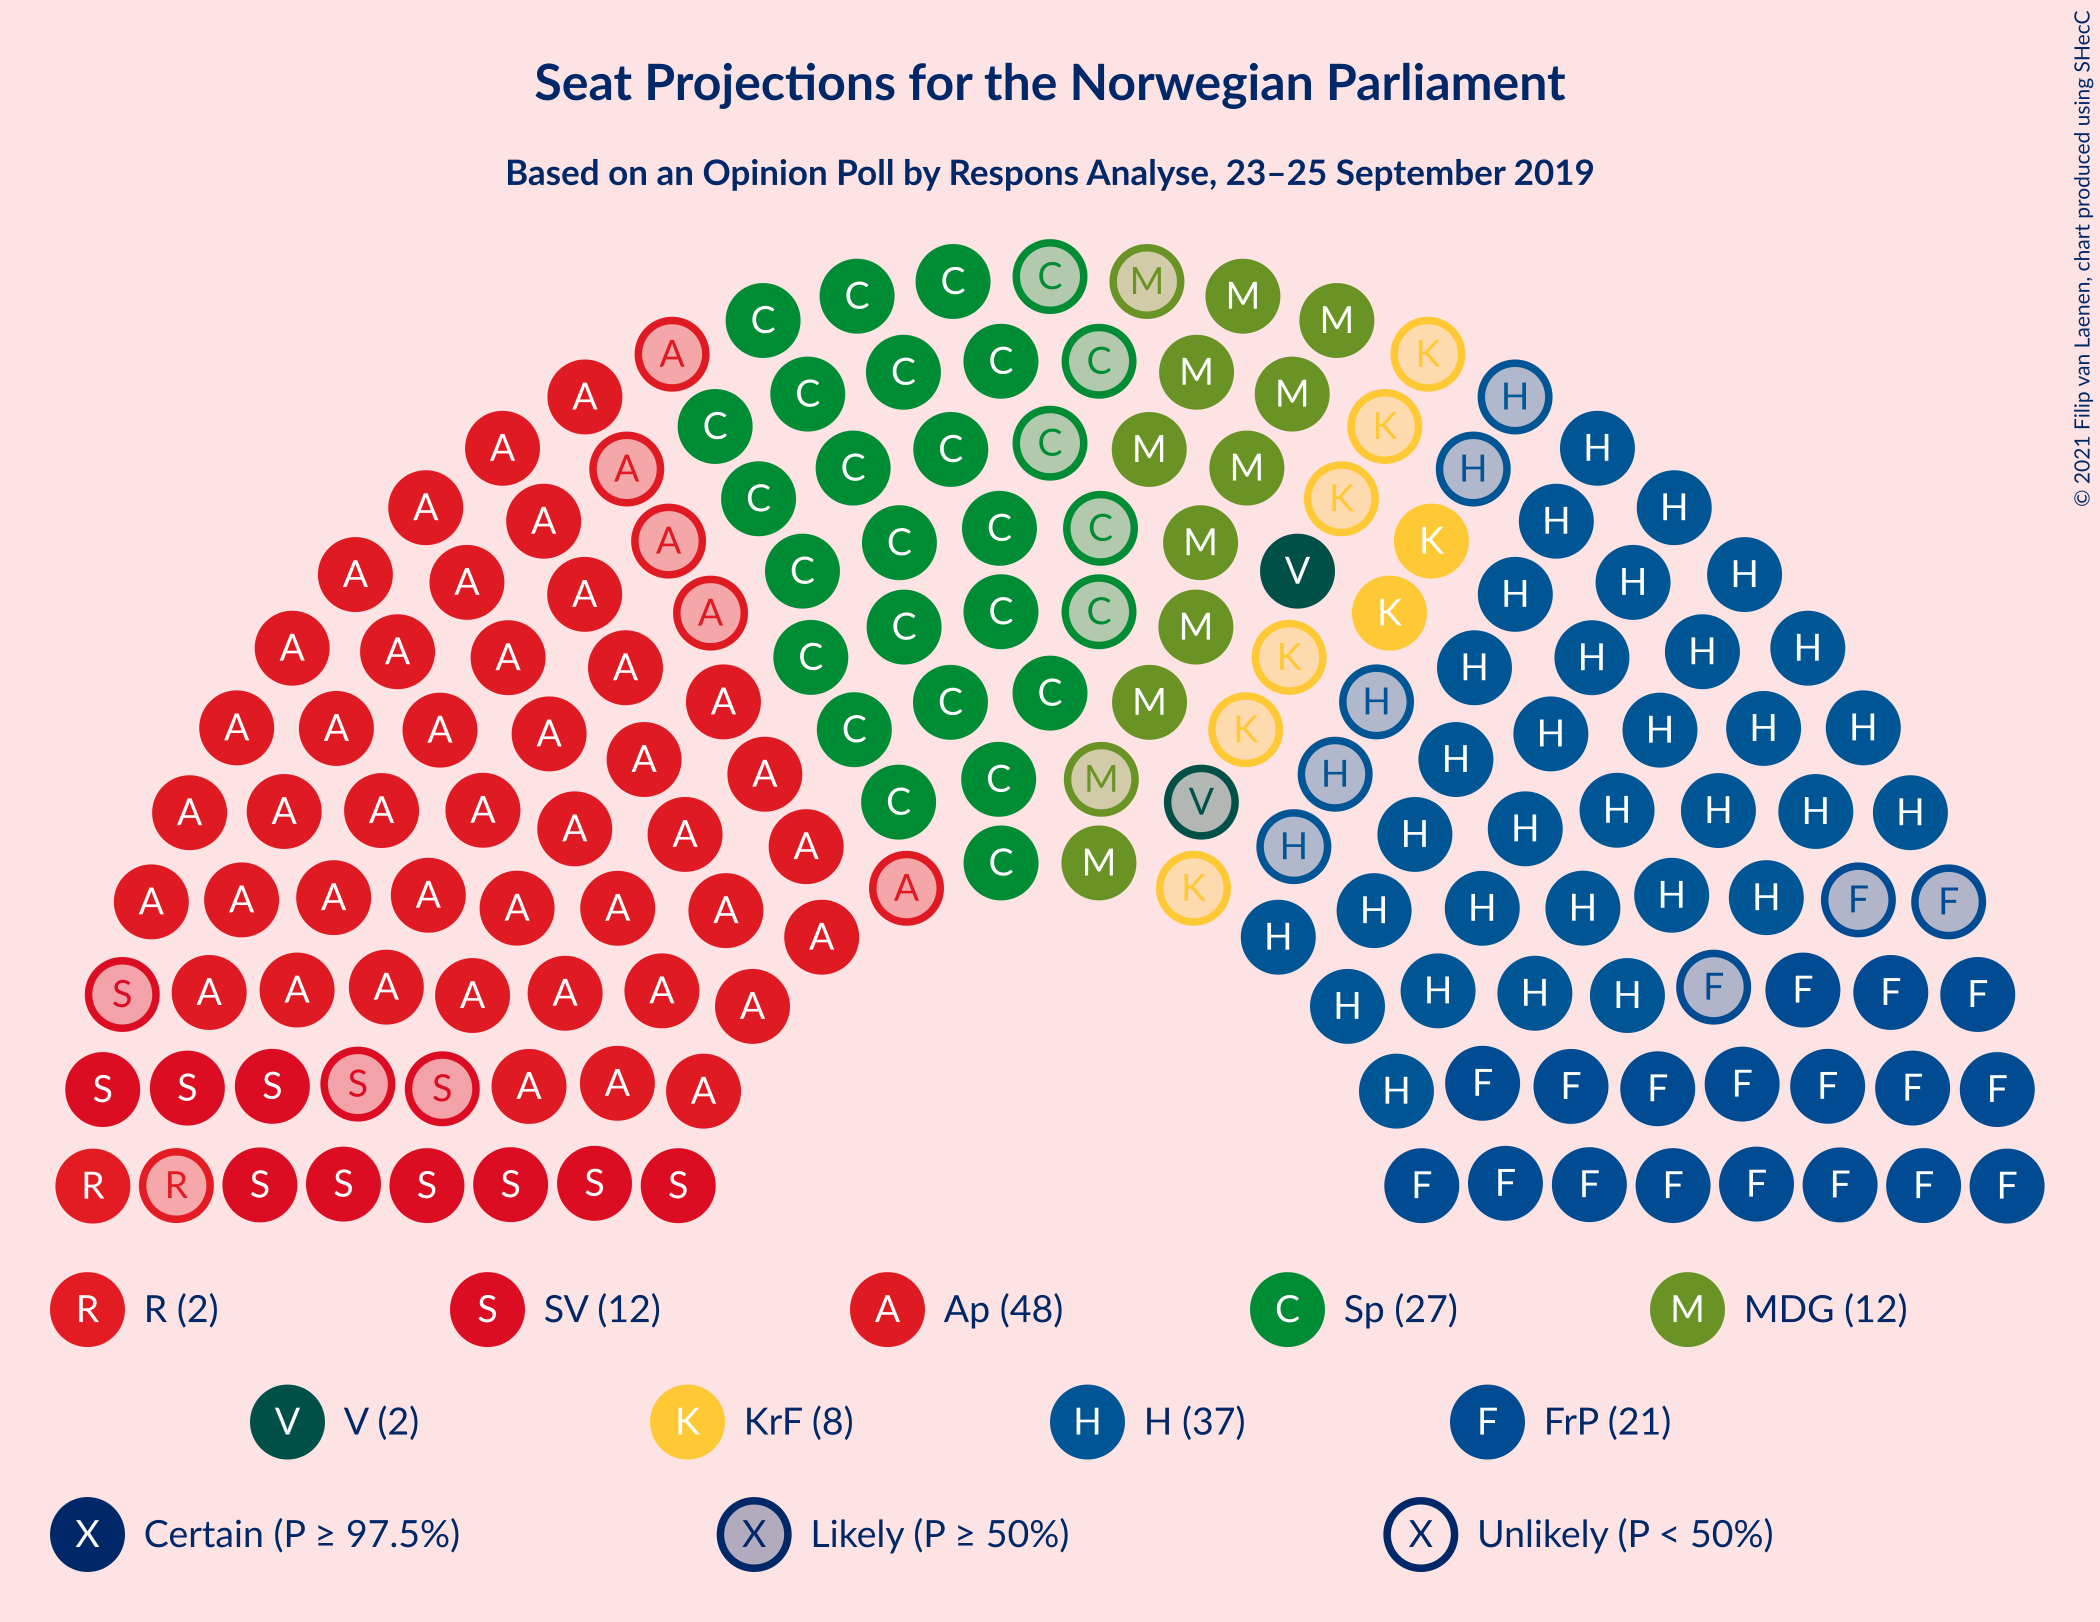 Seat Projections for the Norwegian Parliament
Based on an Opinion Poll by Respons Analyse, 23–25 September 2019
© 2021 Filip van Laenen, chart produced using SHecC
C C C C M M M
A C C C C M M K
A A C C C C M M K H
A A A C C C C M V K H H
A A A A C C C C M K K H H
A A A A C C C M K K H H H
A A A A A C C M V K H H H H
A A A A A A C M K H H H H H
A A A A A A A H H H H H H H
A A A A A A A A H H H H H H F F
S A A A A A A A H H H H F F F F
S S S S S A A A H F F F F F F F
R R S S S S S S F F F F F F F F
R R (2) S SV (12) A Ap (48) C Sp (27) M MDG (12)
V V (2) K KrF (8) H H (37) F FrP (21)
X Certain (P ≥ 97.5%) X Likely (P ≥ 50%) X Unlikely (P < 50%)